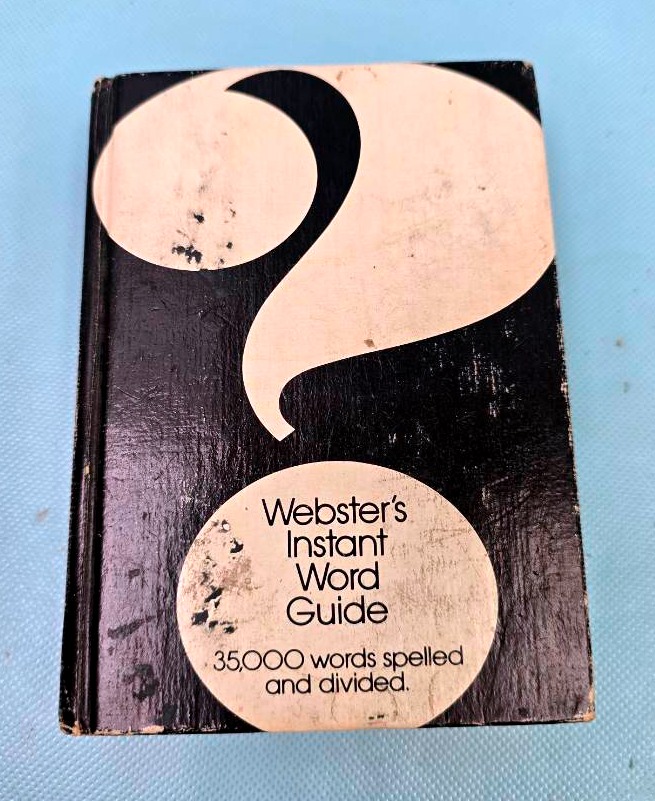 Webster's
Instant
Word
Guide
35,000 words spelled
and divided.